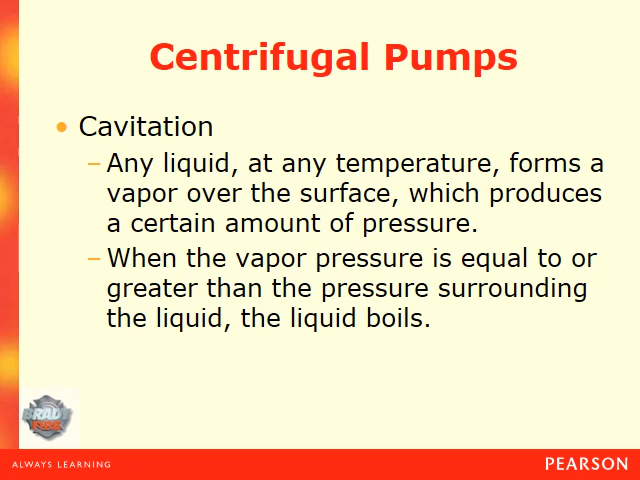 Centrifugal Pumps
• Cavitation
– Any liquid, at any temperature, forms a
vapor over the surface, which produces
a certain amount of pressure.
– When the vapor pressure is equal to or
greater than the pressure surrounding
the liquid, the liquid boils.
BRADY
FIRE
ALWAYS LEARNING
PEARSON